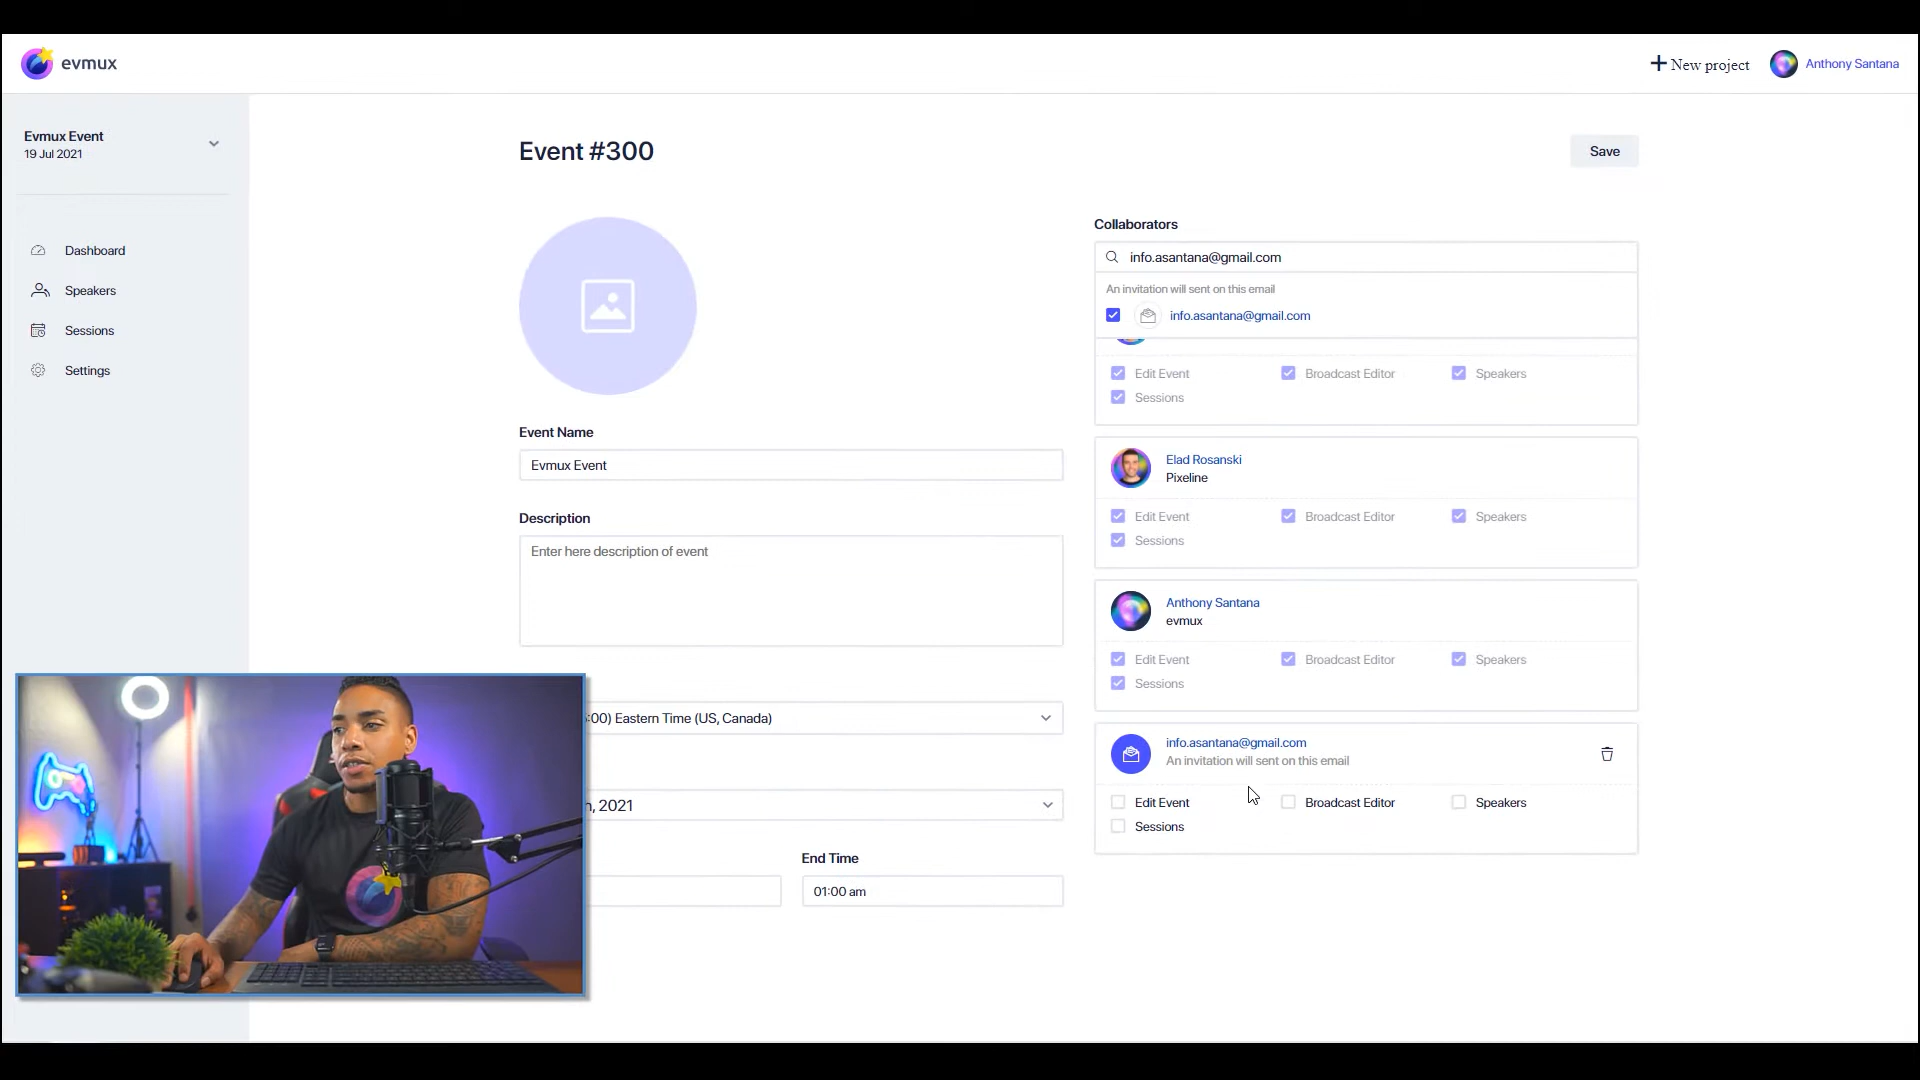 evmux
New project
Anthony Santana
Evmux Event
19 Jul 2021
Dashboard
Speakers
Sessions
Settings
Event #300
Save
Event Name
Evmux Event
Description
Enter here description of event
:00) Eastern Time (US, Canada)
, 2021
End Time
01:00 am
Collaborators
info.asantana@gmail.com
An invitation will sent on this email
info.asantana@gmail.com
Edit Event Broadcast Editor Speakers
Sessions
Elad Rosanski
Pixeline
Edit Event Broadcast Editor Speakers
Sessions
Anthony Santana
evmux
Edit Event Broadcast Editor Speakers
Sessions
info.asantana@gmail.com
An invitation will sent on this email
Edit Event Broadcast Editor Speakers
Sessions